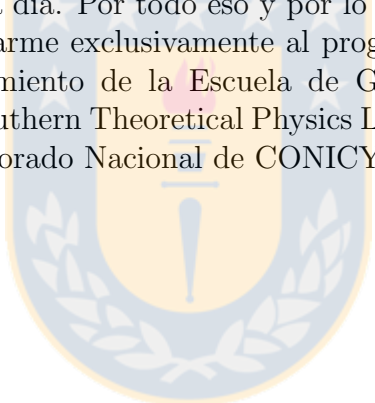 día. Por todo eso y por lo
arme exclusivamente al prog
miento de la Escuela de G
uthern Theoretical Physics L
orado Nacional de CONICY